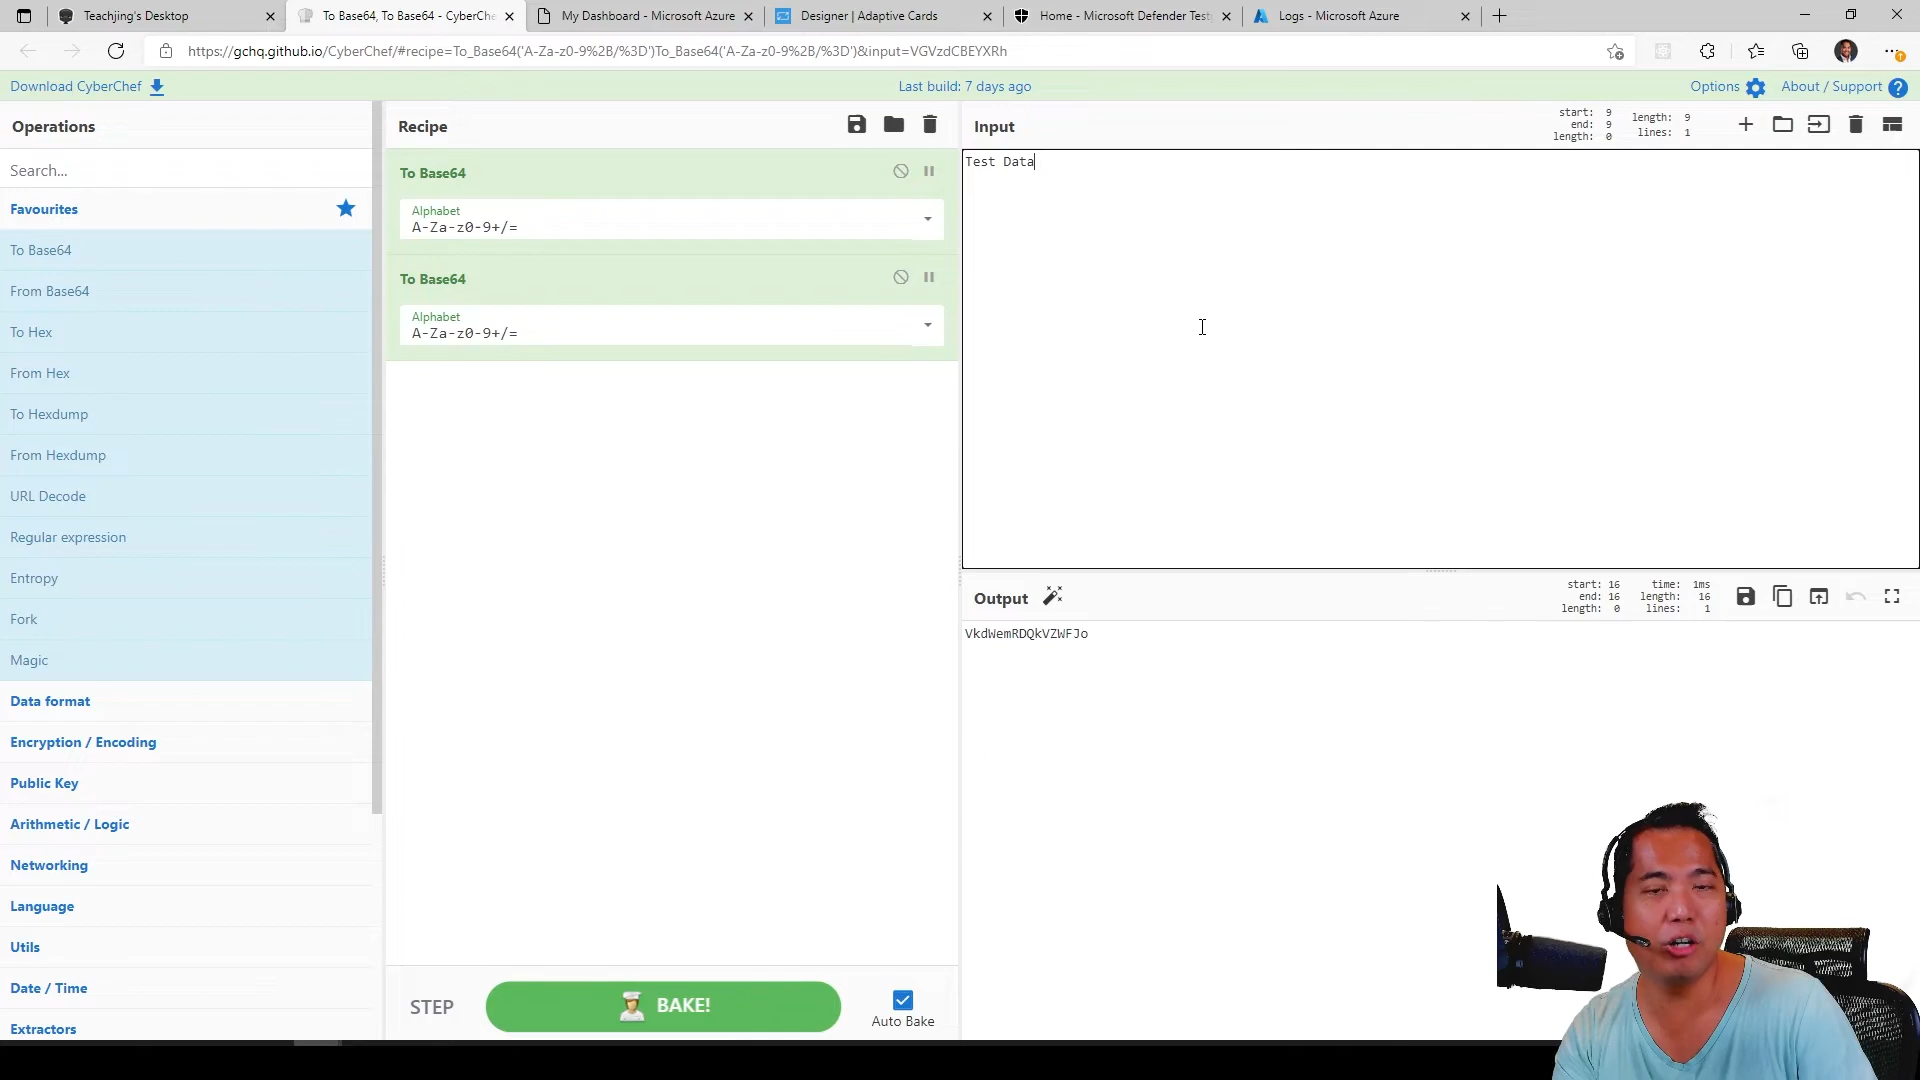 Teachjing's Desktop
To Base64, To Base64 - CyberChe
My Dashboard - Microsoft Azure
Designer | Adaptive Cards
Home - Microsoft Defender Test
Logs - Microsoft Azure
https://gchq.github.io/CyberChef/#recipe=To_Base64('A-Za-z0-9%2B/%3D')To_Base64('A-Za-z0-9%2B/%3D')&input=VGVzdCBEYXRh
Download CyberChef
Last build: 7 days ago
Options
About / Support
Operations
Search...
Favourites
To Base64
From Base64
To Hex
From Hex
To Hexdump
From Hexdump
URL Decode
Regular expression
Entropy
Fork
Magic
Data format
Encryption / Encoding
Public Key
Arithmetic / Logic
Networking
Language
Utils
Date / Time
Extractors
Recipe
To Base64
Alphabet
A-Za-z0-9+/=
To Base64
Alphabet
A-Za-z0-9+/=
STEP
BAKE!
Auto Bake
Input
start: 9
end: 9
length: 0
length: 9
lines: 1
Test Data
Output
start: 16
end: 16
length: 0
time: 1ms
length: 16
lines: 1
VkdWemRDQkVZWFJo